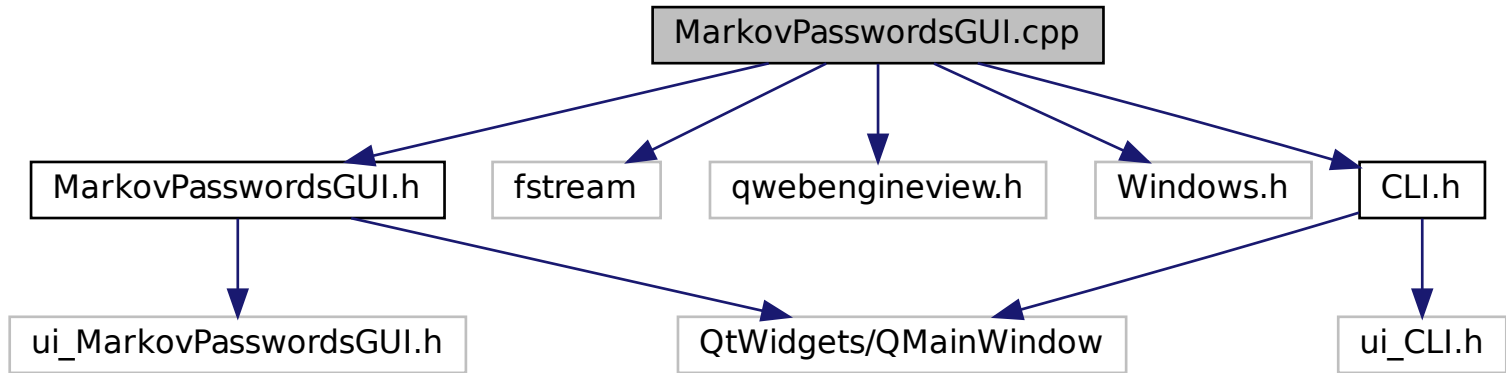 MarkovPasswordsGUI.cpp
MarkovPasswordsGUI.h
fstream
qwebengineview.h
Windows.h
CLI.h
ui_MarkovPasswordsGUI.h
QtWidgets/QMainWindow
ui_CLI.h